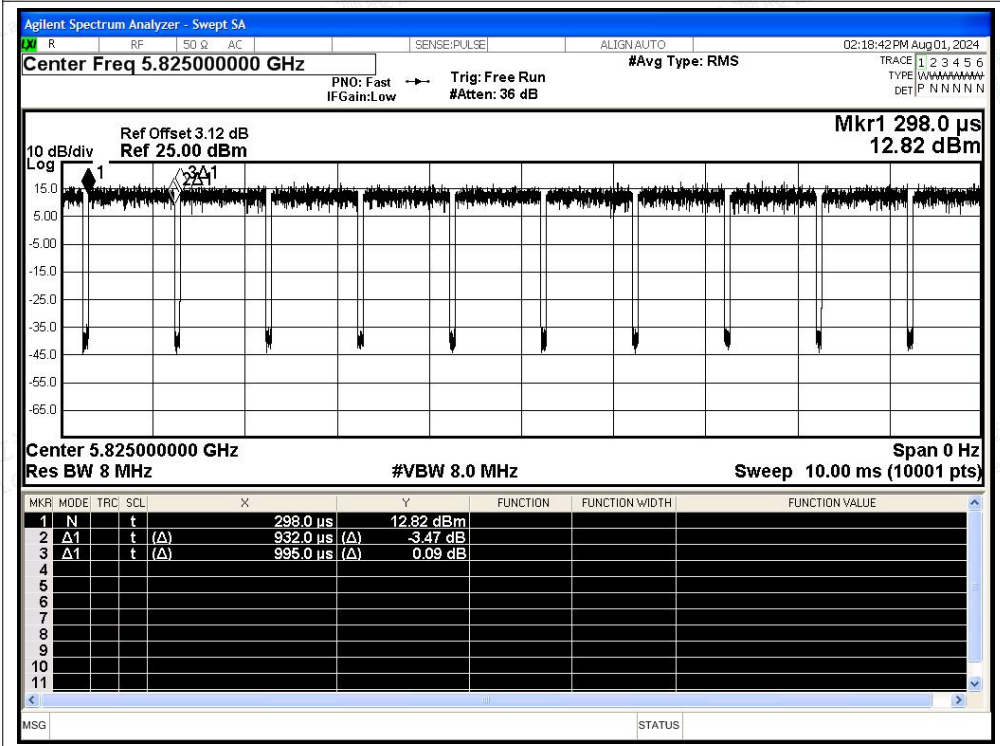 Agilent Spectrum Analyzer - Swept SA
LXI R RF 50 Ω AC SENSE:PULSE ALIGN AUTO 02:18:42 PM Aug 01, 2024
Center Freq 5.825000000 GHz #Avg Type: RMS TRACE 1 2 3 4 5 6
PNO: Fast Trig: Free Run TYPE
IFGain:Low #Atten: 36 dB DET P N N N N N
Mkr1 298.0 µs
Ref Offset 3.12 dB
10 dB/div Ref 25.00 dBm 12.82 dBm
Log
1 2Δ1 3Δ1
15.0
5.00
-5.00
-15.0
-25.0
-35.0
-45.0
-55.0
-65.0
Center 5.825000000 GHz Span 0 Hz
Res BW 8 MHz #VBW 8.0 MHz Sweep 10.00 ms (10001 pts)
MKR MODE TRC SCL X Y FUNCTION FUNCTION WIDTH FUNCTION VALUE
1 N t 298.0 µs 12.82 dBm
2 Δ1 t (Δ) 932.0 µs (Δ) -3.47 dB
3 Δ1 t (Δ) 995.0 µs (Δ) 0.09 dB
4
5
6
7
8
9
10
11
MSG STATUS